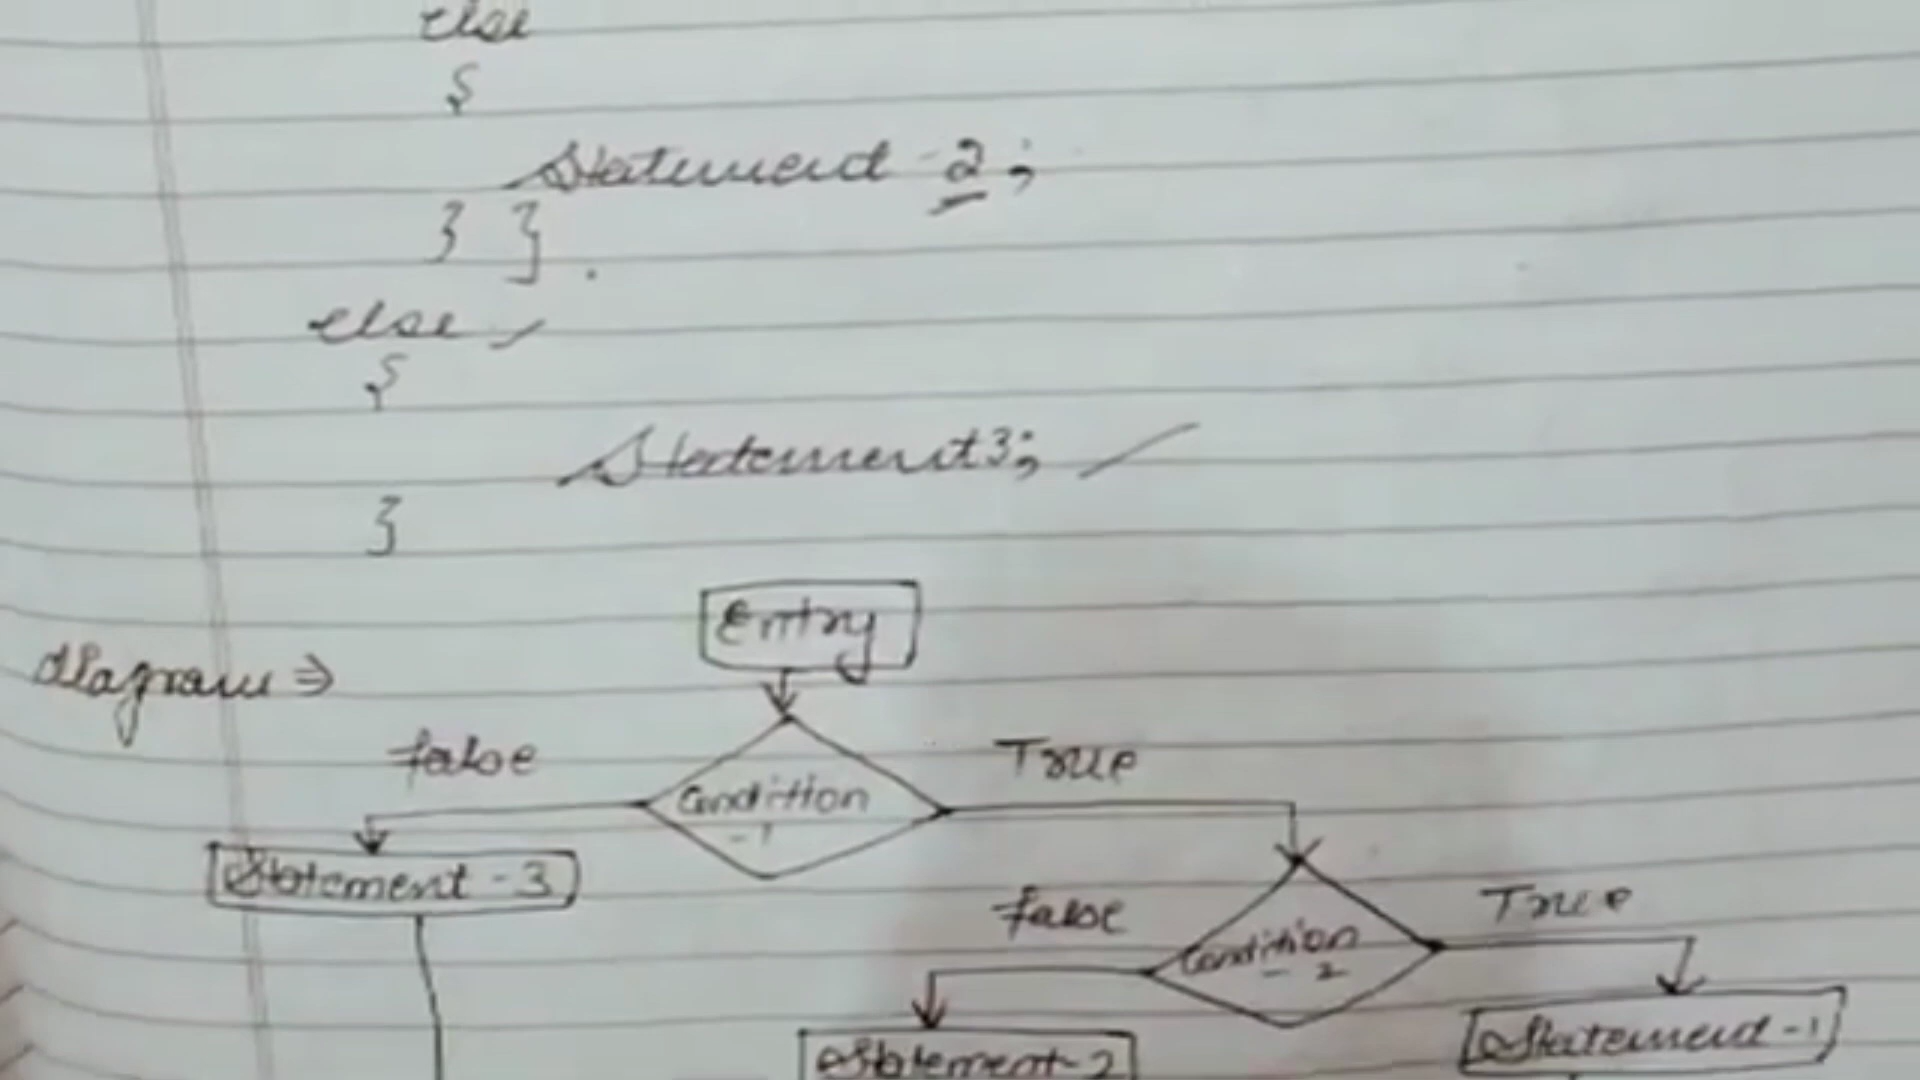 else
{
Statement-2;
} }.
else
{
Statement3;
}
Entry
diagram ⇒
false True
Condition
-1
Statement-3
false True
Condition
-2
Statement-2
Statement-1